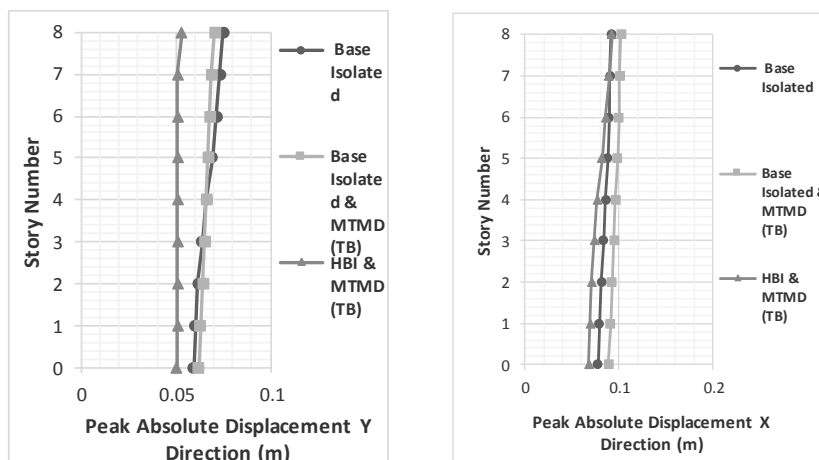 8
7
6
5
4
3
2
1
0
Story Number
0
0.05
0.1
Peak Absolute Displacement Y
Direction (m)
Base
Isolate
d
Base
Isolate
d &
MTMD
(TB)
HBI &
MTMD
(TB)
8
7
6
5
4
3
2
1
0
Story Number
0
0.1
0.2
Peak Absolute Displacement X
Direction (m)
Base
Isolated
Base
Isolated &
MTMD
(TB)
HBI &
MTMD
(TB)